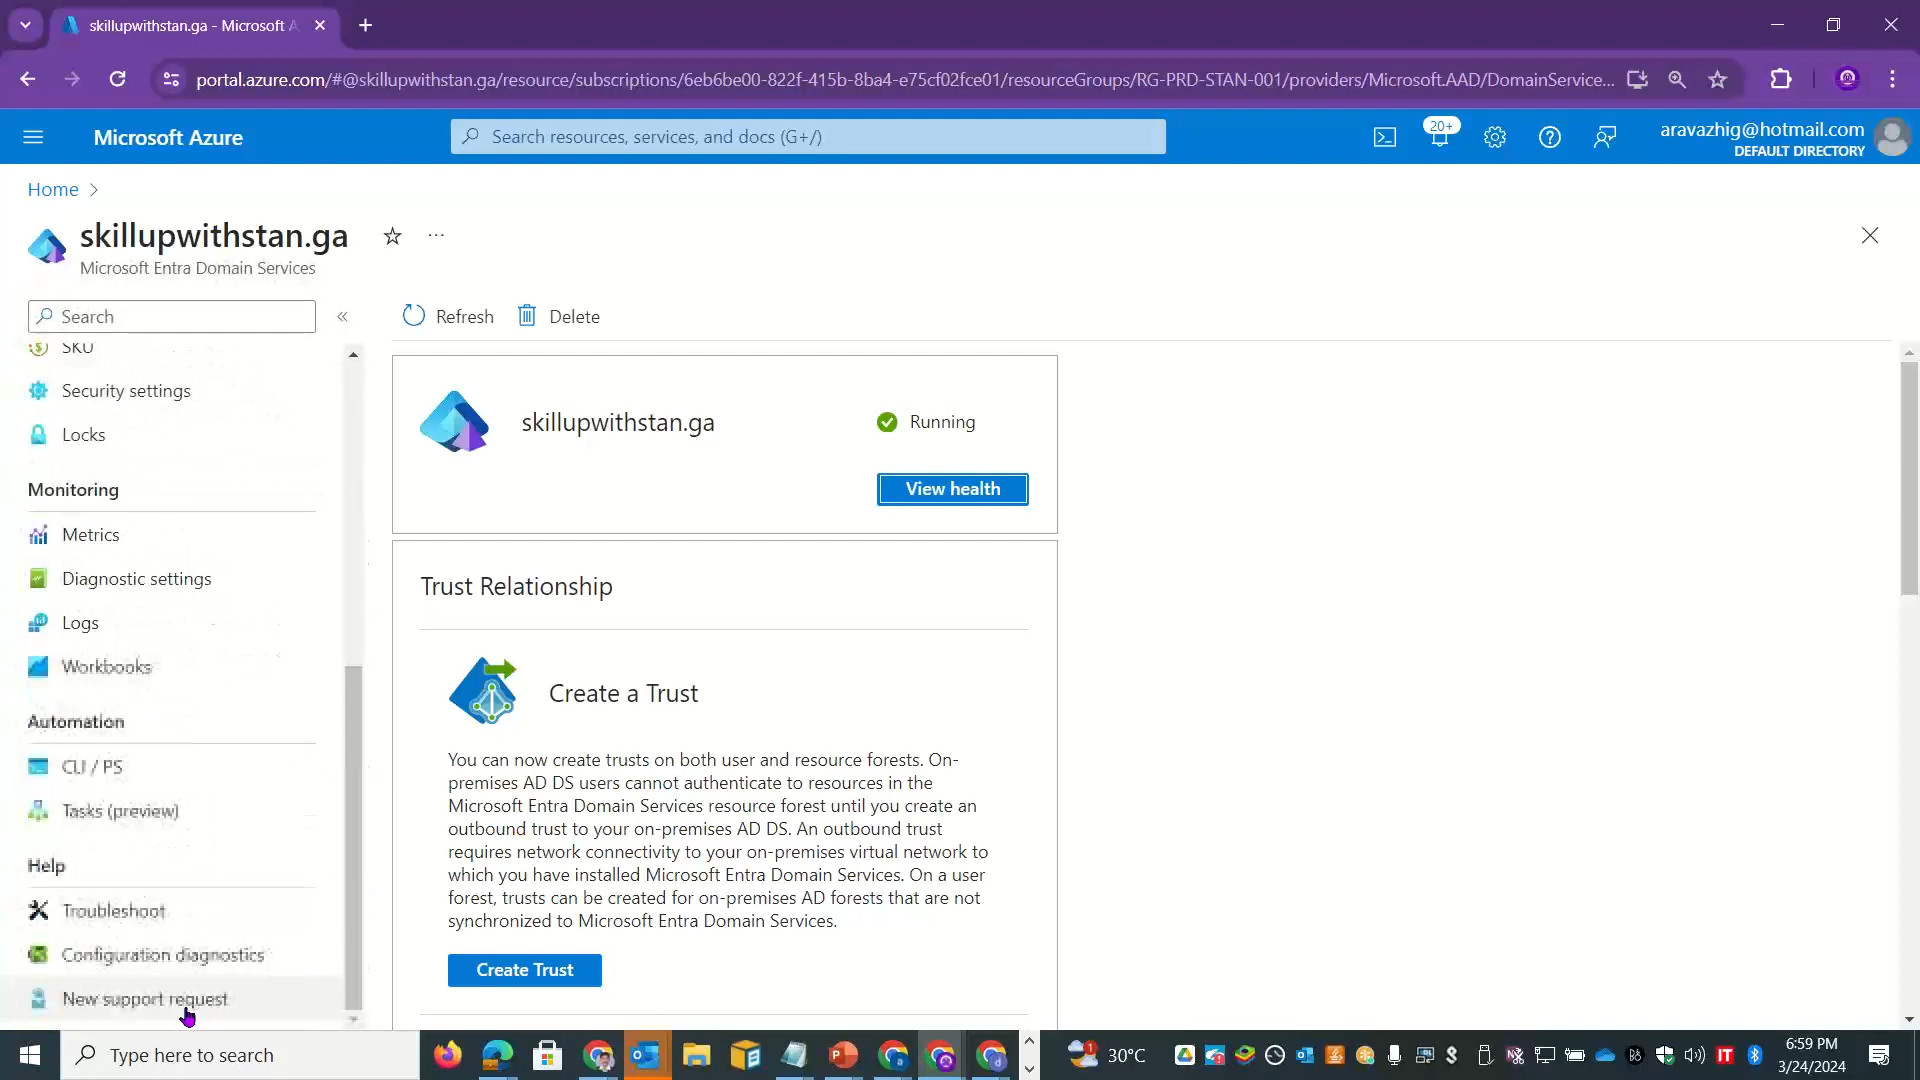 skillupwithstan.ga - Microsoft A
portal.azure.com/#@skillupwithstan.ga/resource/subscriptions/6eb6be00-822f-415b-8ba4-e75cf02fce01/resourceGroups/RG-PRD-STAN-001/providers/Microsoft.AAD/DomainService...
Microsoft Azure
Search resources, services, and docs (G+/)
20+
aravazhig@hotmail.com
DEFAULT DIRECTORY
Home
skillupwithstan.ga
Microsoft Entra Domain Services
Search
Refresh
Delete
SKU
Security settings
Locks
Monitoring
Metrics
Diagnostic settings
Logs
Workbooks
Automation
CLI / PS
Tasks (preview)
Help
Troubleshoot
Configuration diagnostics
New support request
skillupwithstan.ga
Running
View health
Trust Relationship
Create a Trust
You can now create trusts on both user and resource forests. On-
premises AD DS users cannot authenticate to resources in the
Microsoft Entra Domain Services resource forest until you create an
outbound trust to your on-premises AD DS. An outbound trust
requires network connectivity to your on-premises virtual network to
which you have installed Microsoft Entra Domain Services. On a user
forest, trusts can be created for on-premises AD forests that are not
synchronized to Microsoft Entra Domain Services.
Create Trust
Type here to search
30°C
6:59 PM
3/24/2024